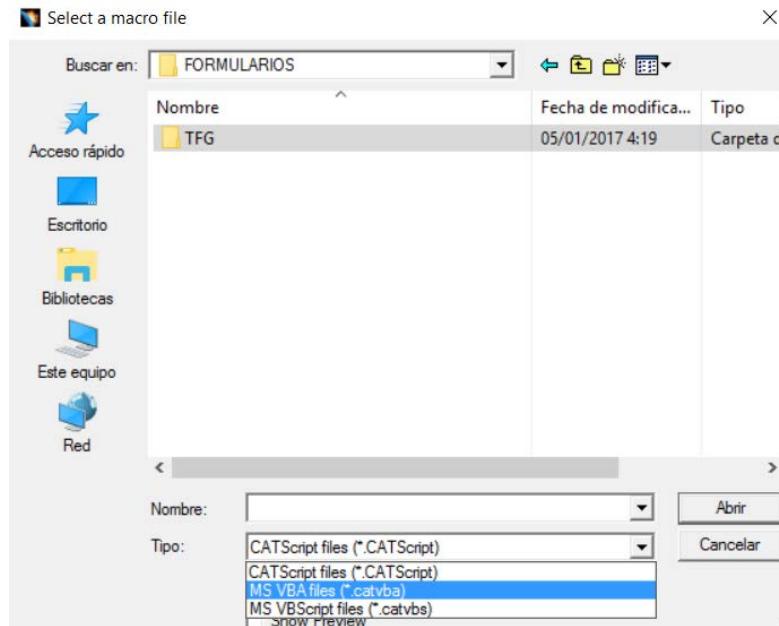 Select a macro file
Buscar en: FORMULARIOS
Nombre Fecha de modifica... Tipo
TFG 05/01/2017 4:19 Carpeta d
Acceso rápido
Escritorio
Bibliotecas
Este equipo
Red
Nombre: Abrir
Tipo: CATScript files (*.CATScript) Cancelar
CATScript files (*.CATScript)
MS VBA files (*.catvba)
MS VBScript files (*.catvbs)
Show Preview